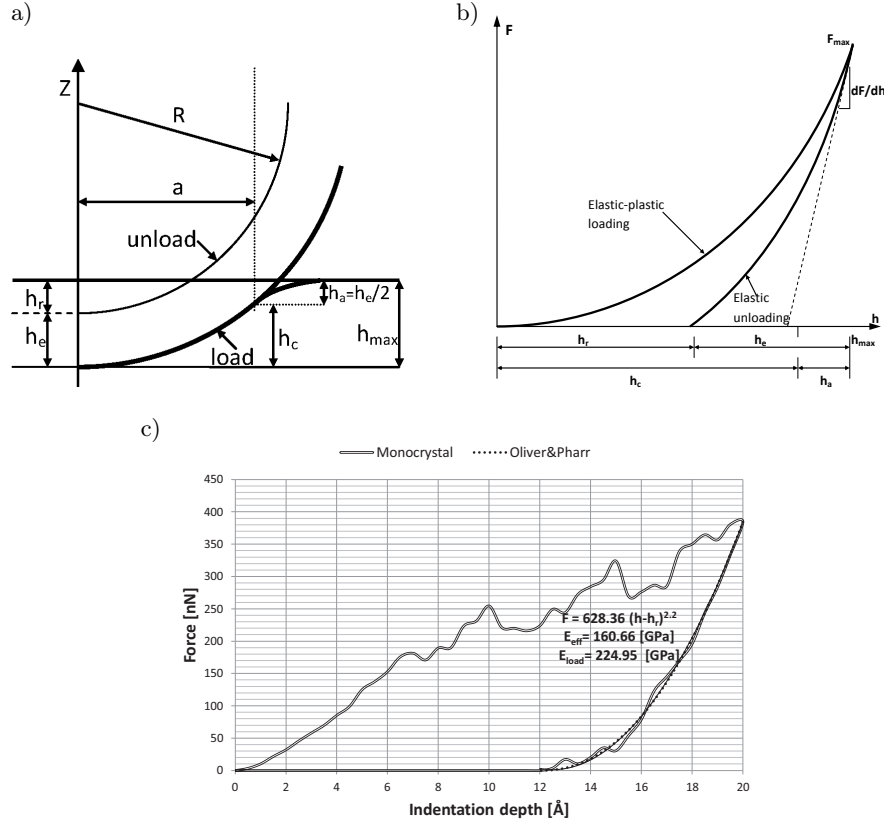 a)
Z
R
a
unload
h_r
h_a=h_e/2
h_e
h_c
h_max
load
b)
F
F_max
dF/dh
Elastic-plastic
loading
Elastic
unloading
h
h_r
h_e
h_max
h_c
h_a
c)
Monocrystal
Oliver&Pharr
450
400
350
300
250
200
150
100
50
0
Force [nN]
F = 628.36 (h-h_r)^2.2
E_eff= 160.66 [GPa]
E_load= 224.95 [GPa]
0 2 4 6 8 10 12 14 16 18 20
Indentation depth [Å]